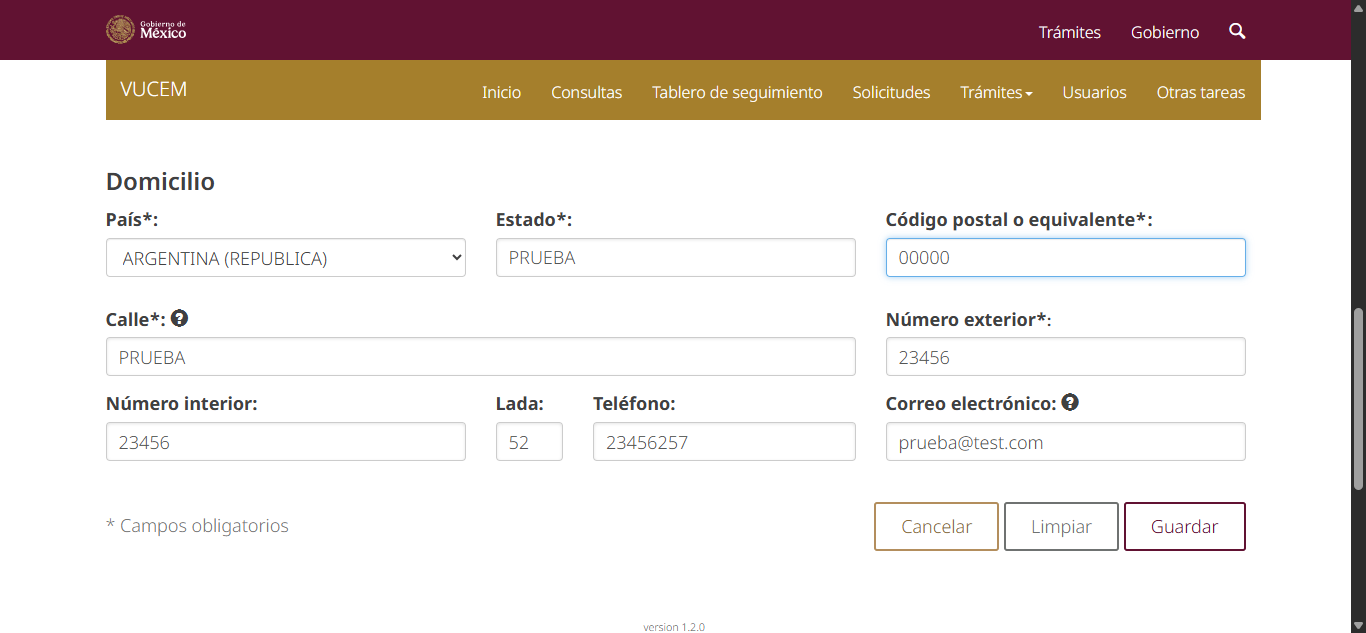 Gobierno de
México
Trámites
Gobierno
VUCEM
Inicio
Consultas
Tablero de seguimiento
Solicitudes
Trámites
Usuarios
Otras tareas
Domicilio
País*:
Estado*:
Código postal o equivalente*:
ARGENTINA (REPUBLICA)
PRUEBA
00000
Calle*:
Número exterior*:
PRUEBA
23456
Número interior:
Lada:
Teléfono:
Correo electrónico:
23456
52
23456257
prueba@test.com
* Campos obligatorios
Cancelar
Limpiar
Guardar
version 1.2.0